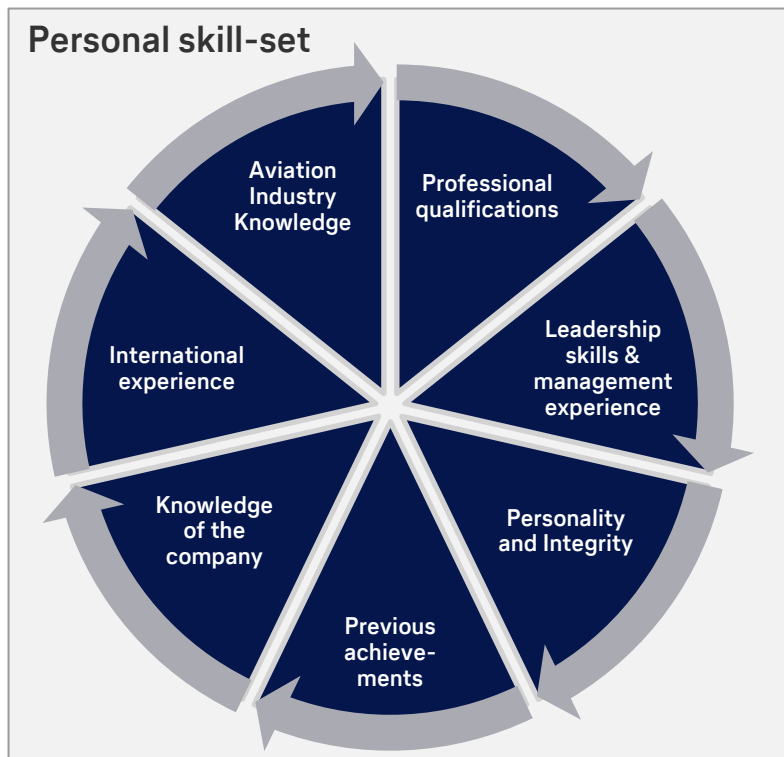 Personal skill-set
Aviation
Industry
Knowledge
Professional
qualifications
Leadership
skills &
management
experience
Personality
and Integrity
Previous
achieve-
ments
Knowledge
of the
company
International
experience